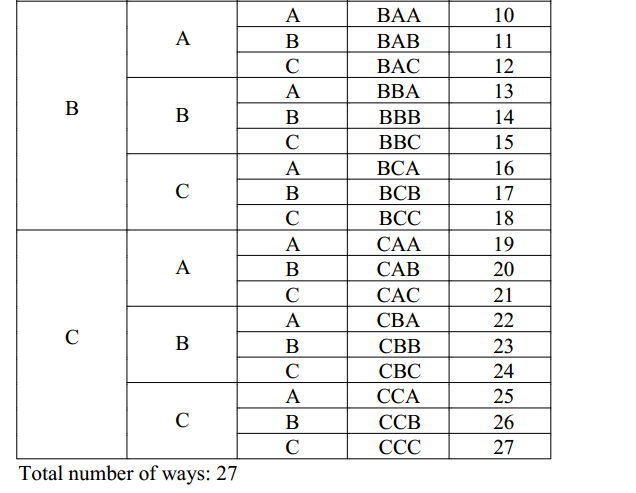 A BAA 10
A B BAB 11
C BAC 12
A BBA 13
B B B BBB 14
C BBC 15
A BCA 16
C B BCB 17
C BCC 18
A CAA 19
A B CAB 20
C CAC 21
A CBA 22
C B B CBB 23
C CBC 24
A CCA 25
C B CCB 26
C CCC 27
Total number of ways: 27